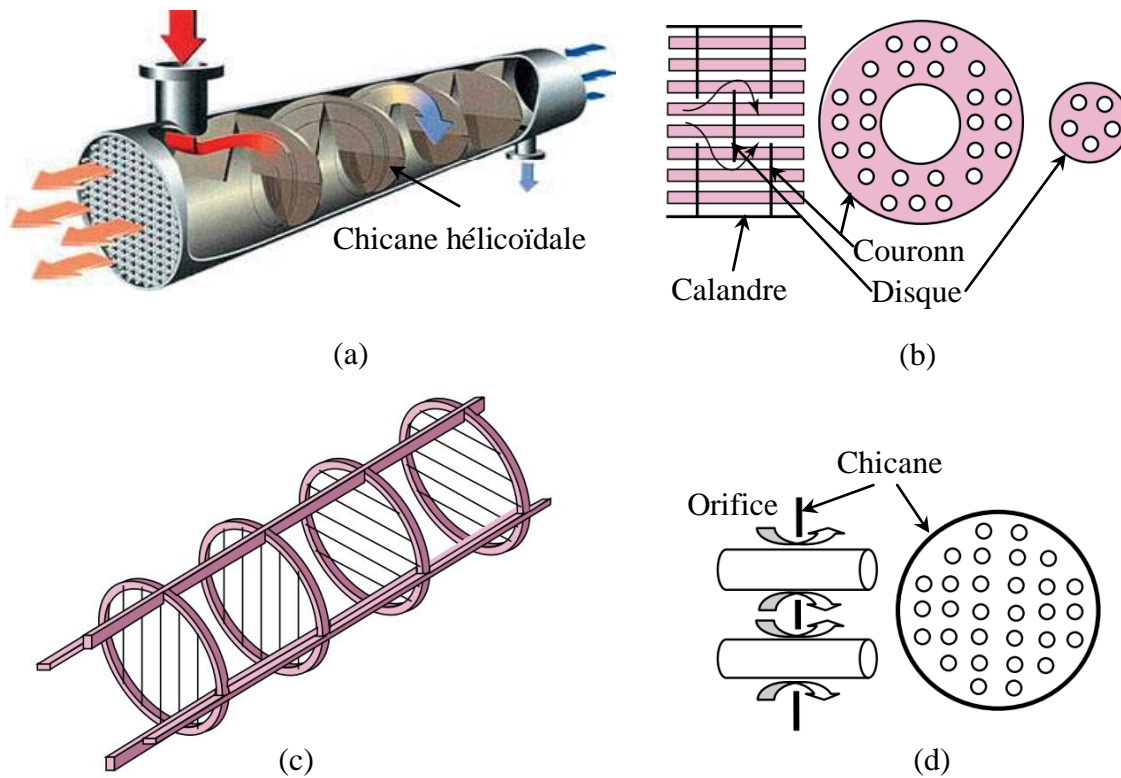 Chicane hélicoïdale
(a)
Couronn
Calandre
Disque
(b)
(c)
Chicane
Orifice
(d)